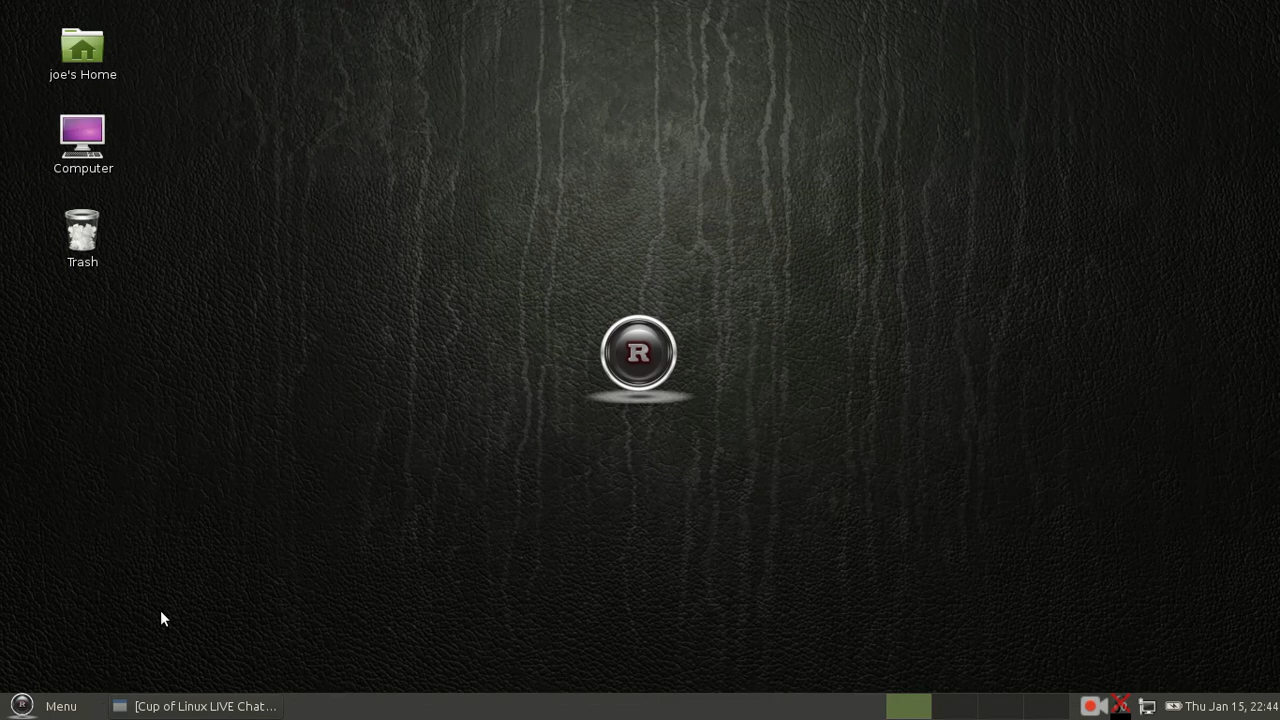 joe's Home
Computer
Trash
R
Menu
[Cup of Linux LIVE Chat...
Thu Jan 15, 22:44